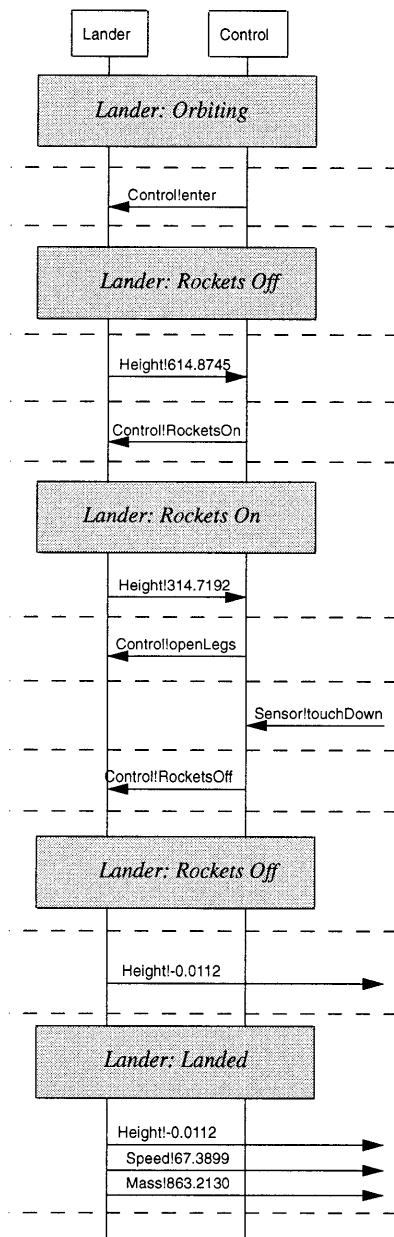 Lander
Control
Lander: Orbiting
Control!enter
Lander: Rockets Off
Height!614.8745
Control!RocketsOn
Lander: Rockets On
Height!314.7192
Control!openLegs
Sensor!touchDown
Control!RocketsOff
Lander: Rockets Off
Height!-0.0112
Lander: Landed
Height!-0.0112
Speed!67.3899
Mass!863.2130